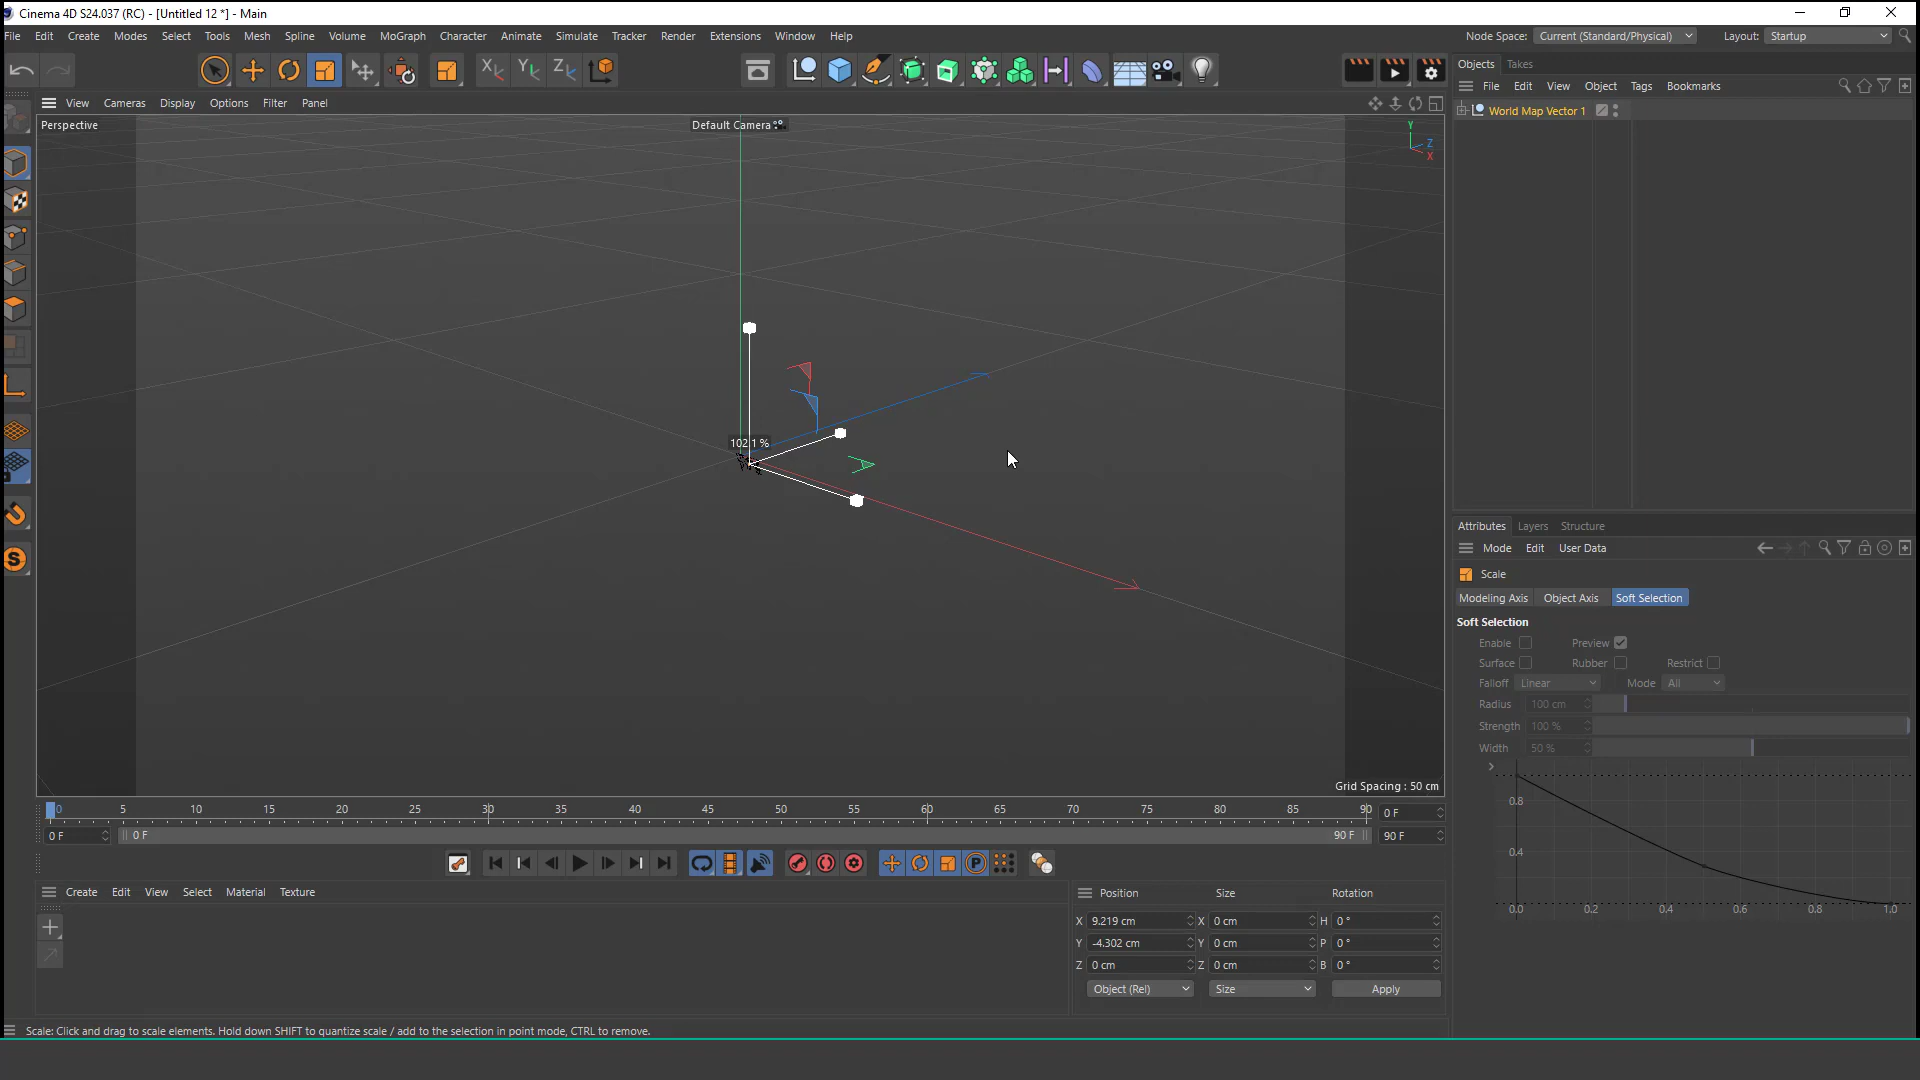 Cinema 4D S24.037 (RC) - [Untitled 12 *] - Main
File Edit Create Modes Select Tools Mesh Spline Volume MoGraph Character Animate Simulate Tracker Render Extensions Window Help
Node Space: Current (Standard/Physical) Layout: Startup
X Y Z
Objects Takes
View Cameras Display Options Filter Panel
File Edit View Object Tags Bookmarks
World Map Vector 1
Perspective
Default Camera
Y
Z
X
102.1 %
Grid Spacing : 50 cm
Attributes Layers Structure
Mode Edit User Data
Scale
Modeling Axis Object Axis Soft Selection
Soft Selection
Enable Preview
Surface Rubber Restrict
Falloff Linear Mode All
Radius 100 cm
Strength 100 %
Width 50 %
0.8
0.4
0.0 0.2 0.4 0.6 0.8 1.0
0 5 10 15 20 25 30 35 40 45 50 55 60 65 70 75 80 85 90 0 F
0 F 0 F 90 F 90 F
P
S
Create Edit View Select Material Texture
Position Size Rotation
X 9.219 cm X 0 cm H 0 °
Y -4.302 cm Y 0 cm P 0 °
Z 0 cm Z 0 cm B 0 °
Object (Rel) Size Apply
Scale: Click and drag to scale elements. Hold down SHIFT to quantize scale / add to the selection in point mode, CTRL to remove.